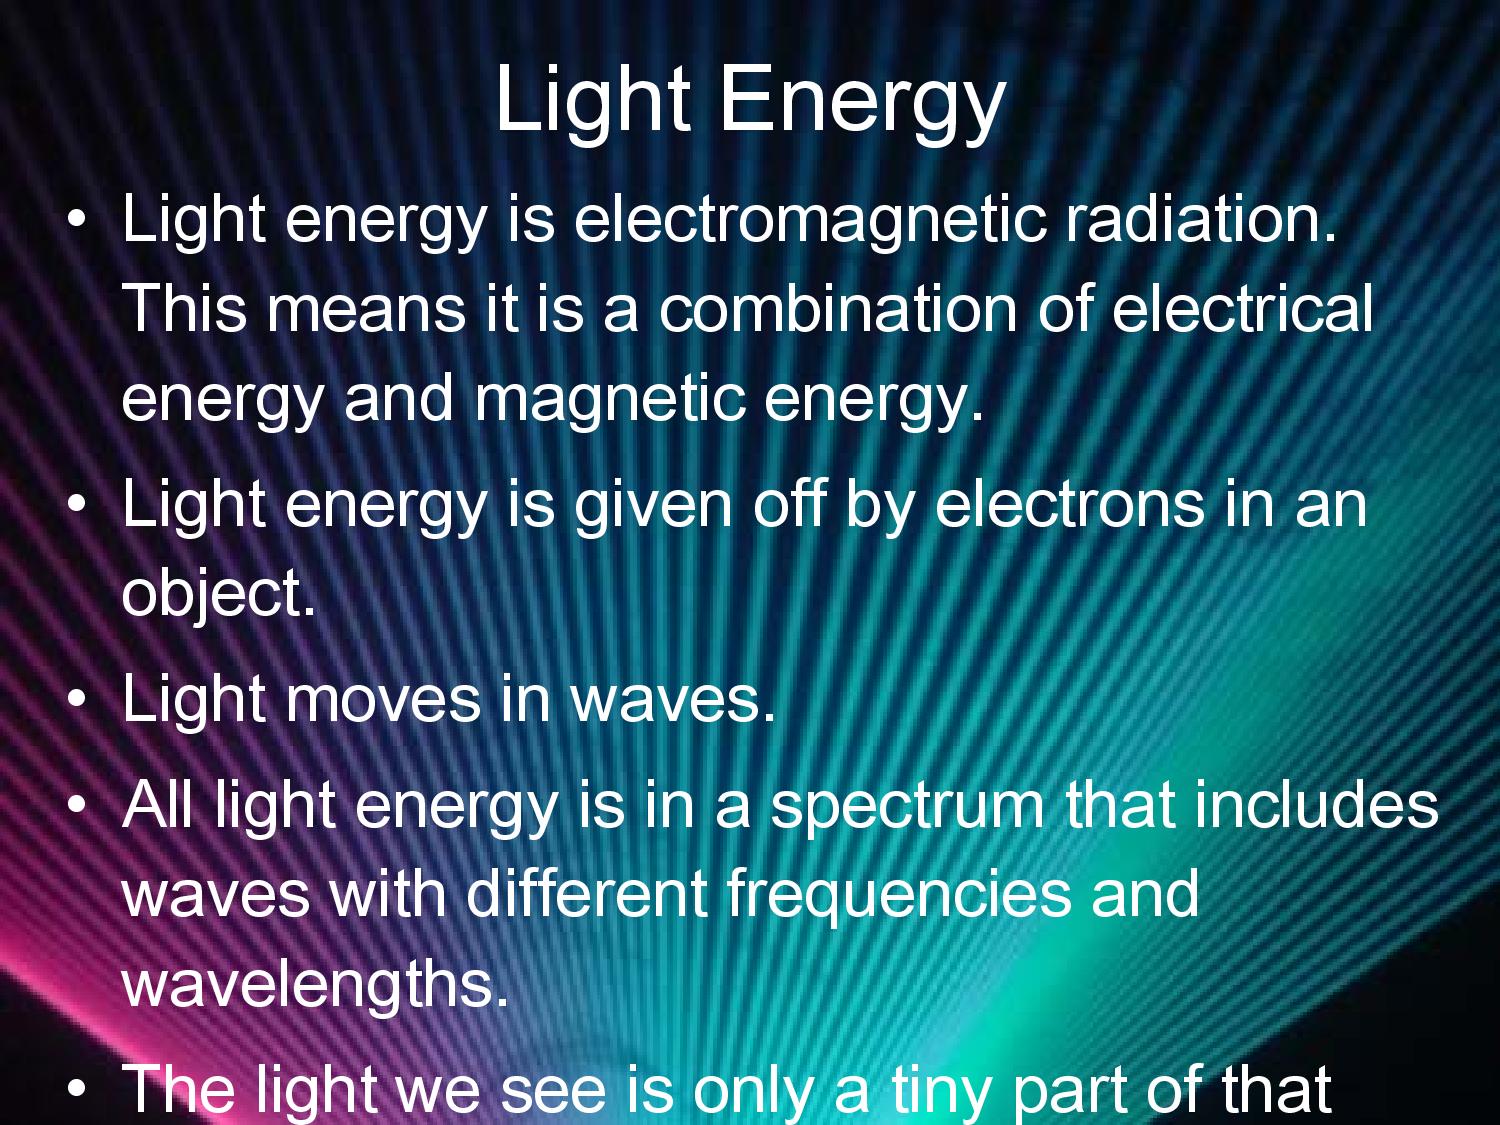 Light Energy
• Light energy is electromagnetic radiation.
This means it is a combination of electrical
energy and magnetic energy.
• Light energy is given off by electrons in an
object.
• Light moves in waves.
• All light energy is in a spectrum that includes
waves with different frequencies and
wavelengths.
• The light we see is only a tiny part of that